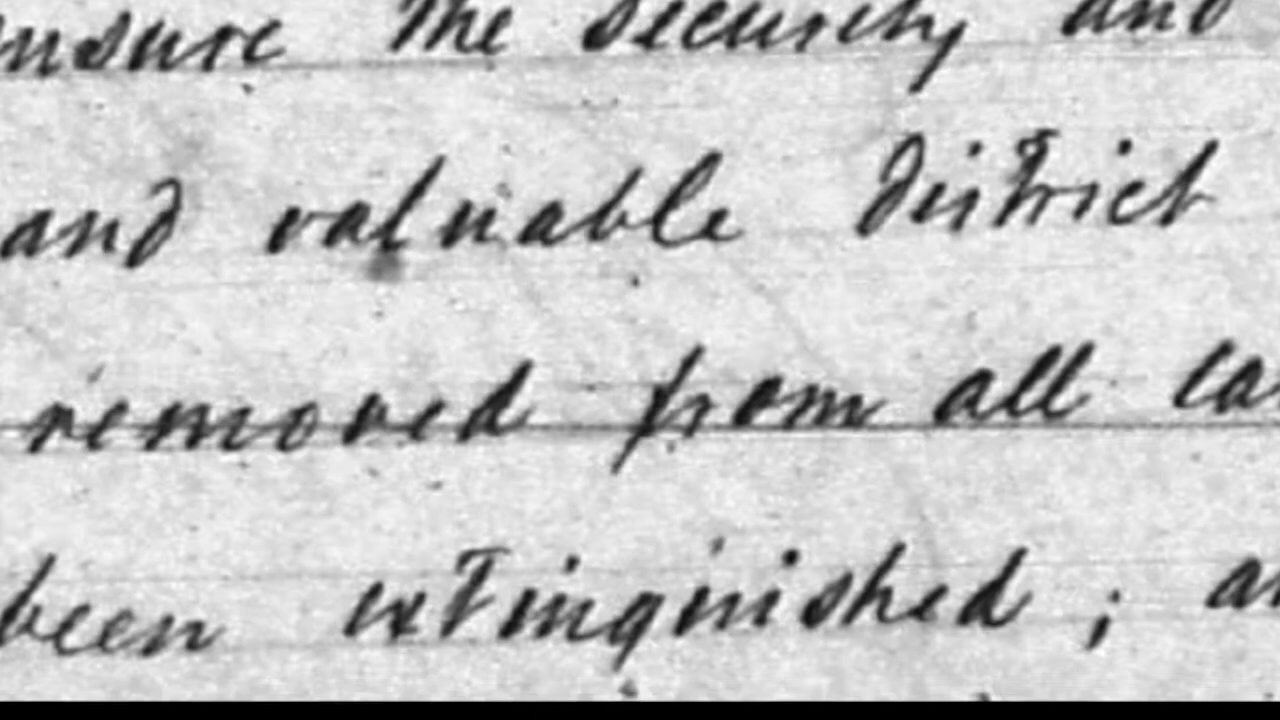 ensure the security and
and valuable district
removed from all
been extinguished ;